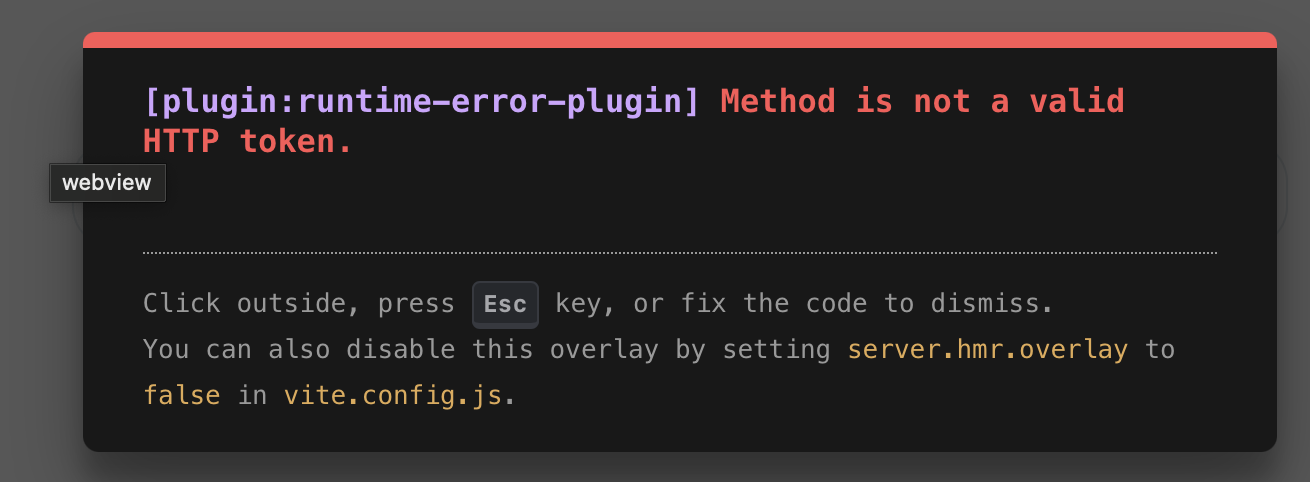 [plugin:runtime-error-plugin] Method is not a valid
HTTP token.
webview
Click outside, press Esc key, or fix the code to dismiss.
You can also disable this overlay by setting server.hmr.overlay to
false in vite.config.js.